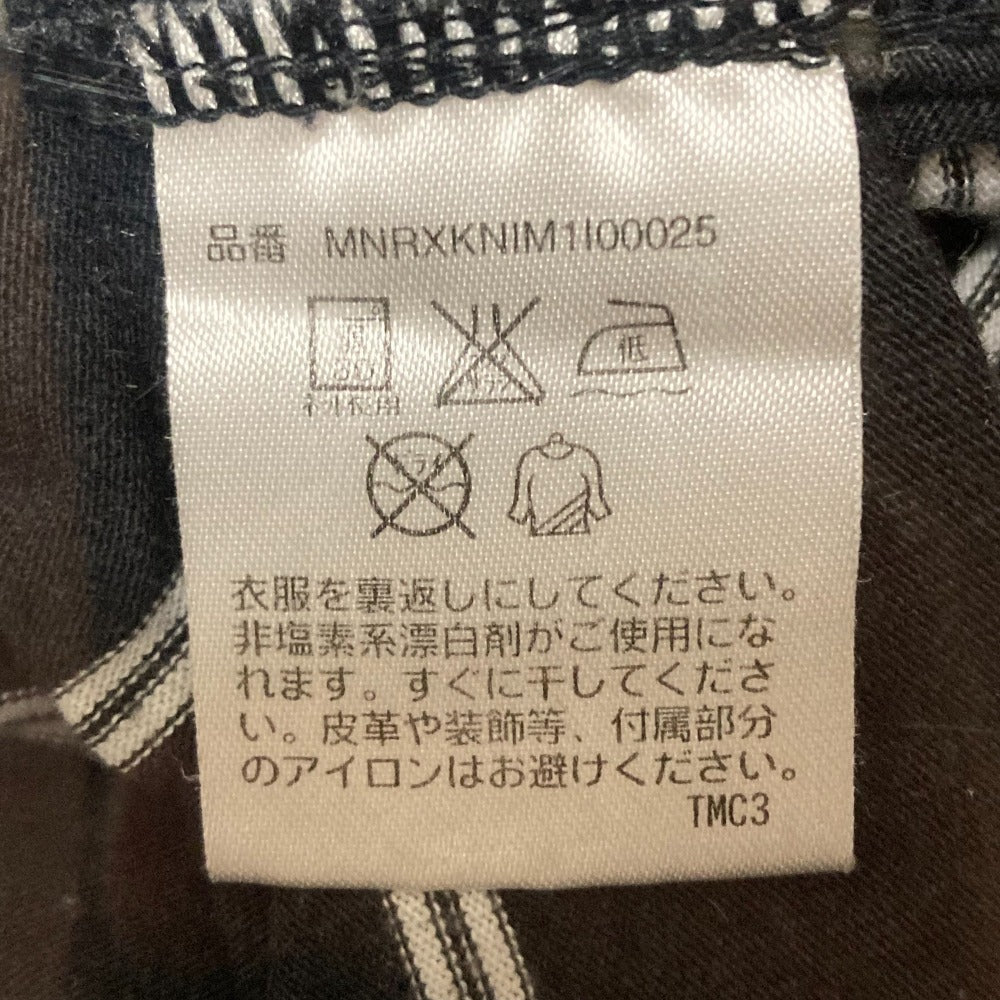 品番 MNRXKNIM1I00025
低
ネット使用
ドライ
衣服を裏返しにしてください。
非塩素系漂白剤がご使用にな
れます。すぐに干してくださ
い。皮革や装飾等、付属部分
のアイロンはお避けください。
TMC3